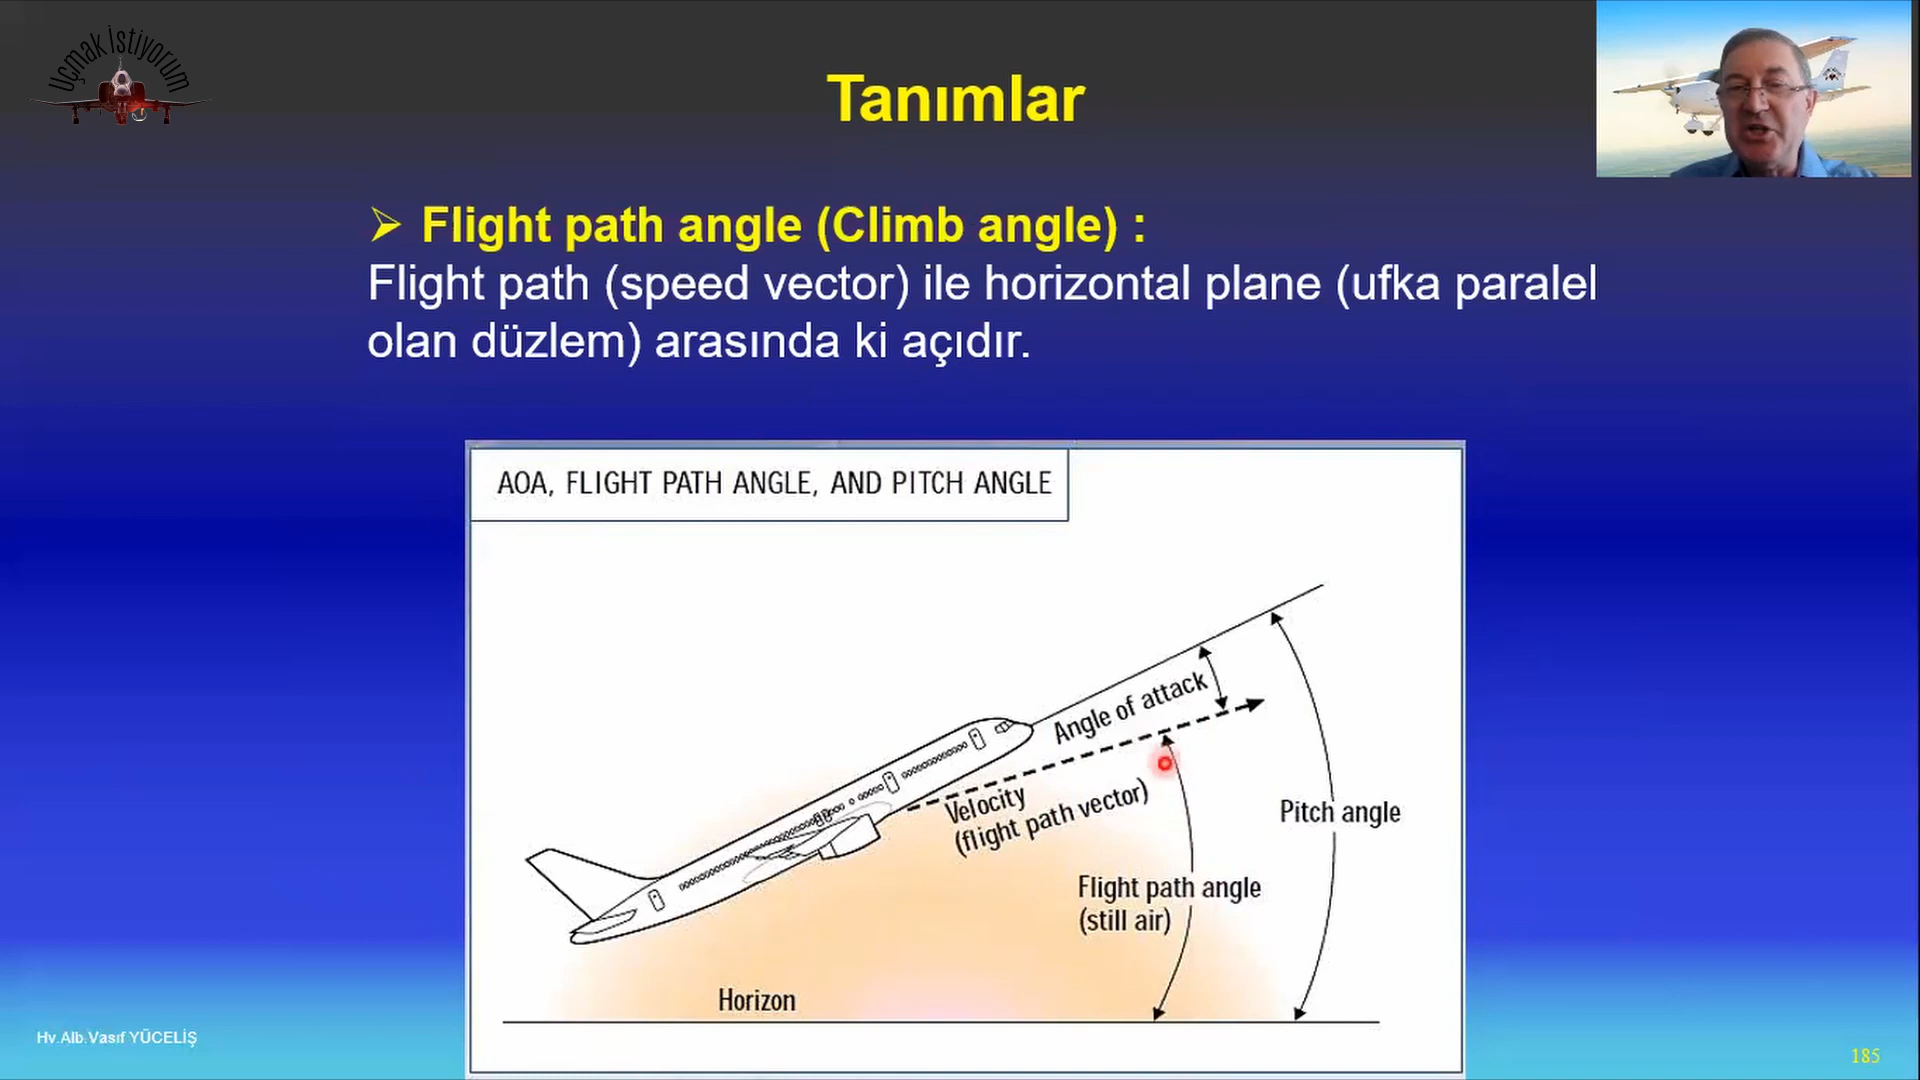 Uçmak İstiyorum
Tanımlar
➢ Flight path angle (Climb angle) :
Flight path (speed vector) ile horizontal plane (ufka paralel
olan düzlem) arasında ki açıdır.
AOA, FLIGHT PATH ANGLE, AND PITCH ANGLE
Angle of attack
Velocity
(flight path vector)
Pitch angle
Flight path angle
(still air)
Horizon
Hv.Alb.Vasıf YÜCELİŞ
185